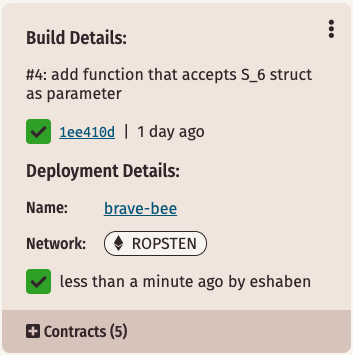 Build Details:
#4: add function that accepts S_6 struct
as parameter
1ee410d | 1 day ago
Deployment Details:
Name: brave-bee
Network: ROPSTEN
less than a minute ago by eshaben
Contracts (5)